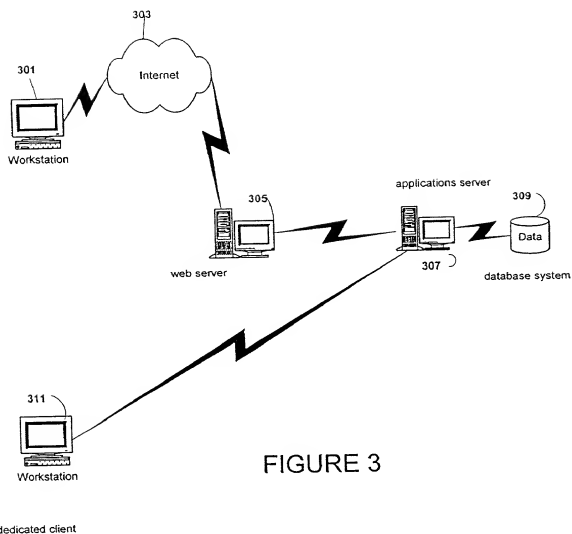 303
Internet
301
Workstation
applications server
305
309
Data
web server
307
database system
311
Workstation
FIGURE 3
dedicated client